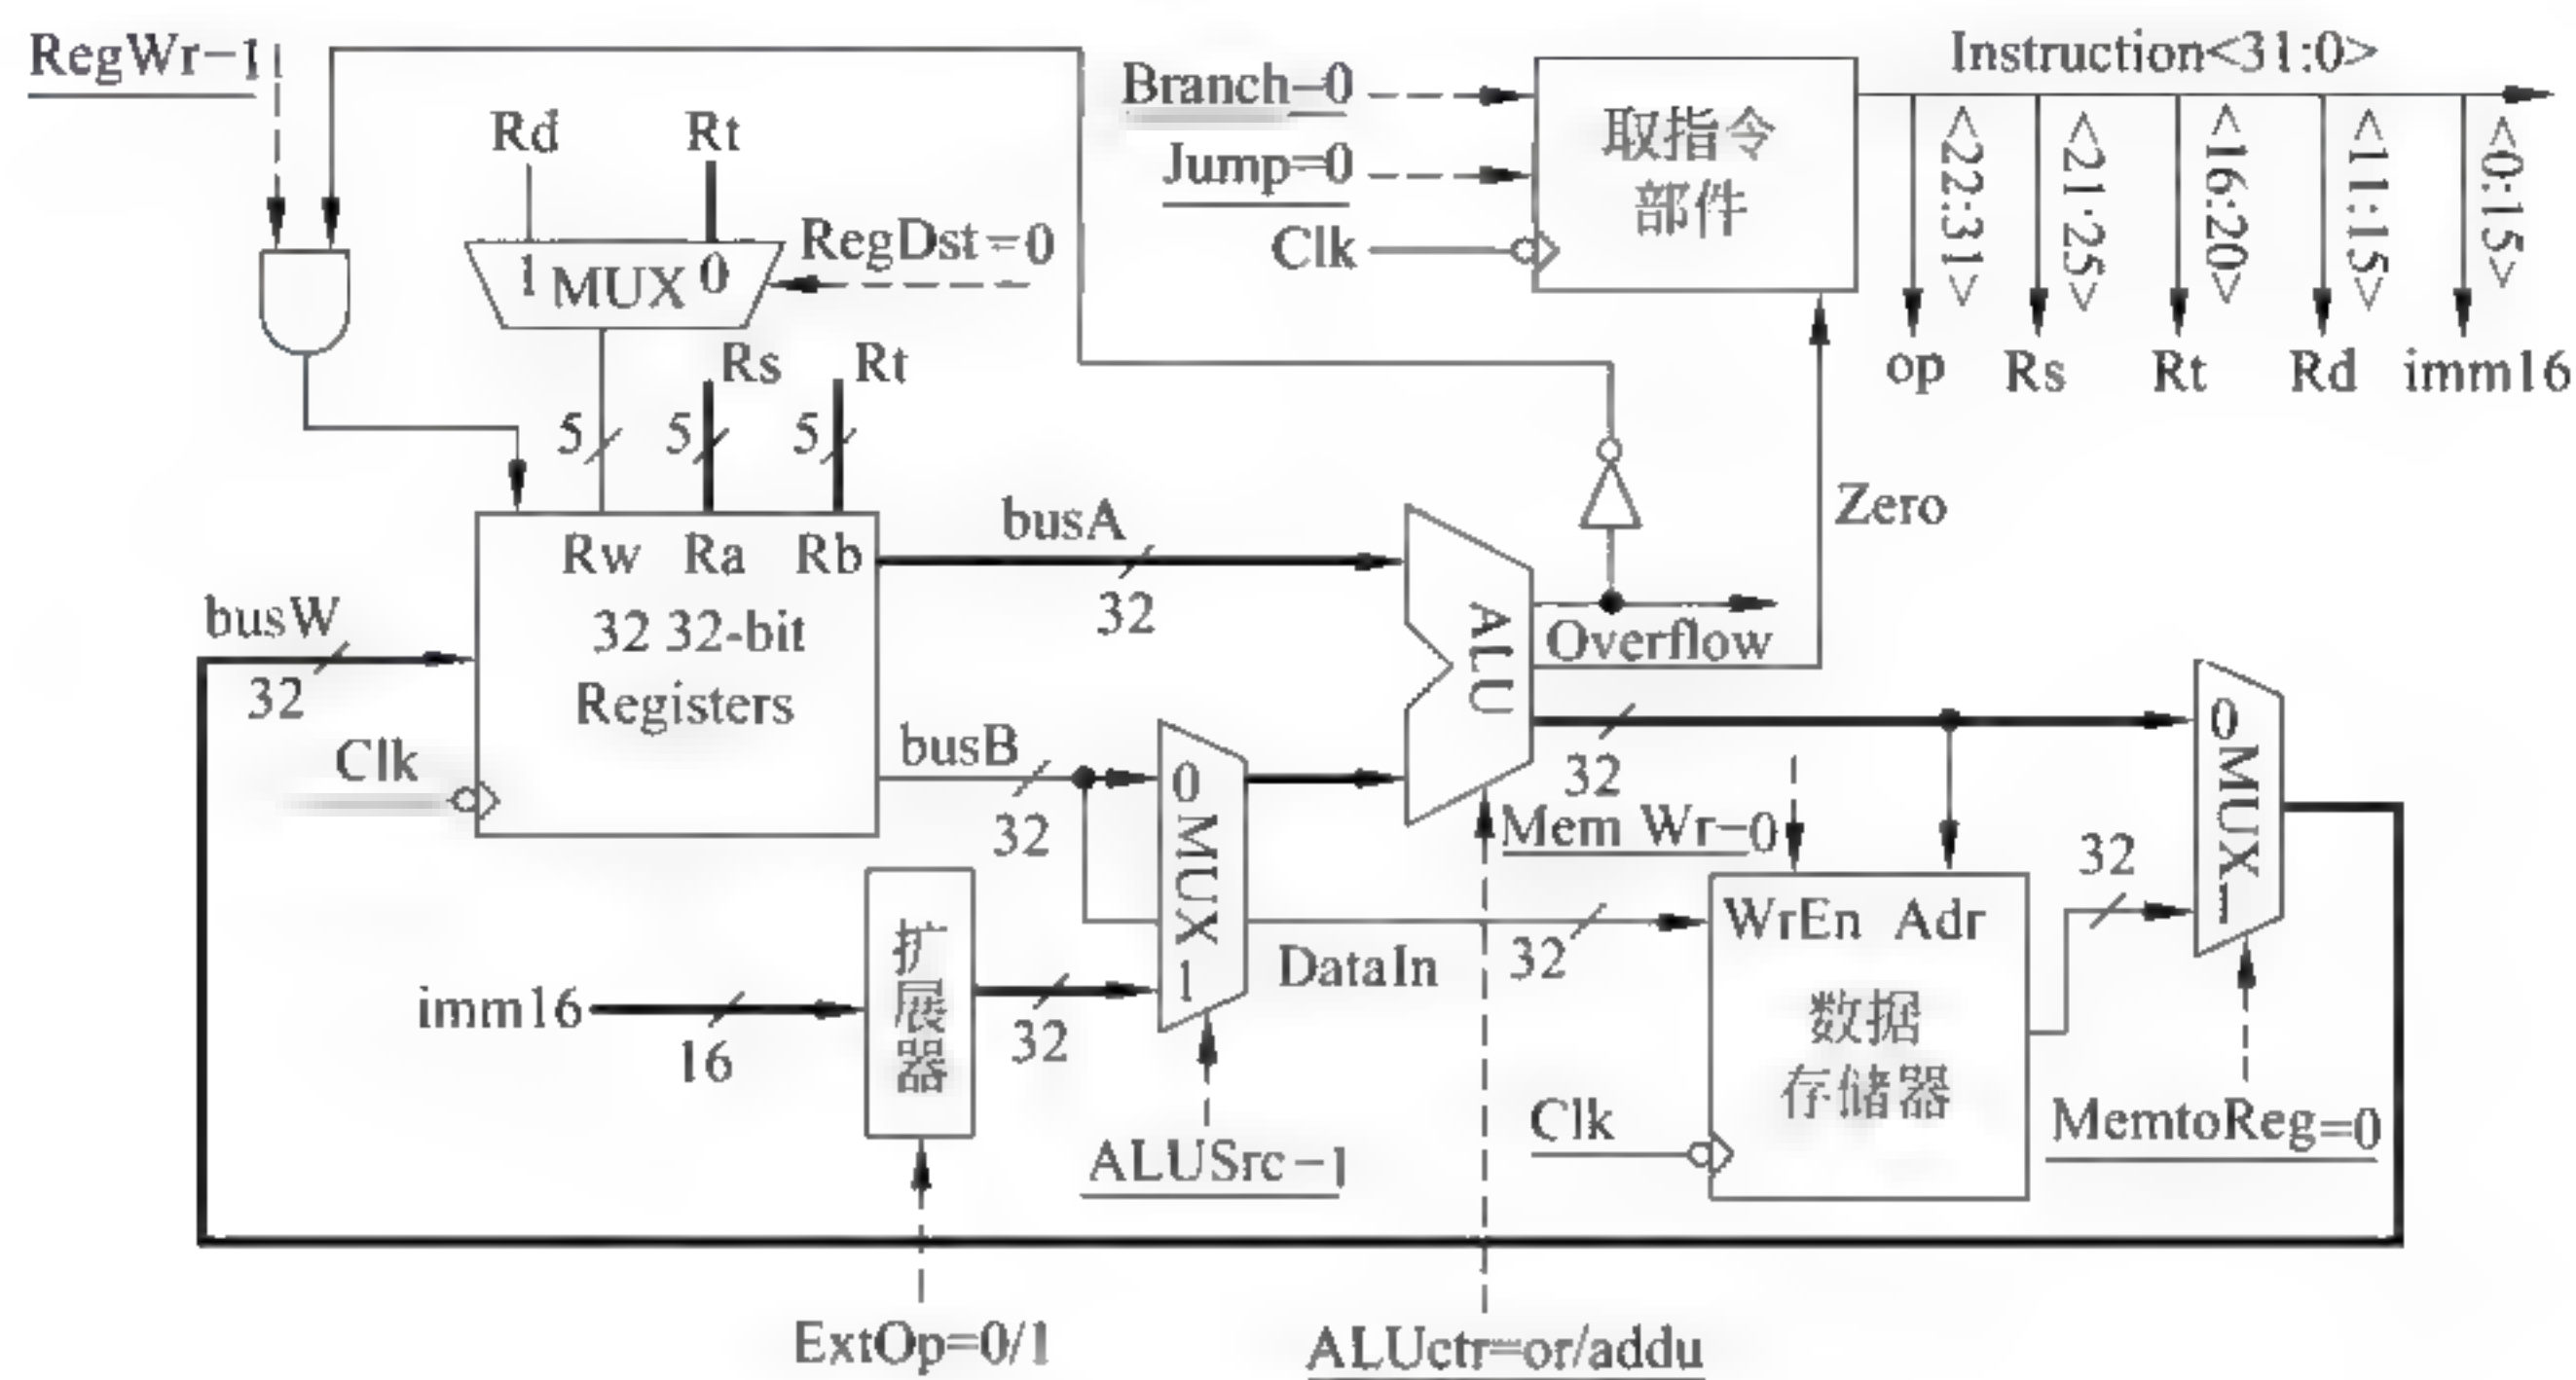 RegWr-1
Branch-0
Jump=0
Clk
取指令
部件
Instruction<31:0>
<22:31>
<21:25>
<16:20>
<11:15>
<0:15>
op
Rs
Rt
Rd
imm16
Rd
Rt
1 MUX 0
RegDst=0
Rs
Rt
5
5
5
Rw Ra Rb
32 32-bit
Registers
busW
32
Clk
busA
32
busB
32
ALU
Overflow
Zero
32
0 MUX 1
imm16
16
扩展器
32
ALUSrc-1
ExtOp=0/1
ALUctr=or/addu
DataIn
32
Mem Wr-0
WrEn Adr
数据
存储器
Clk
32
0 MUX 1
MemtoReg=0